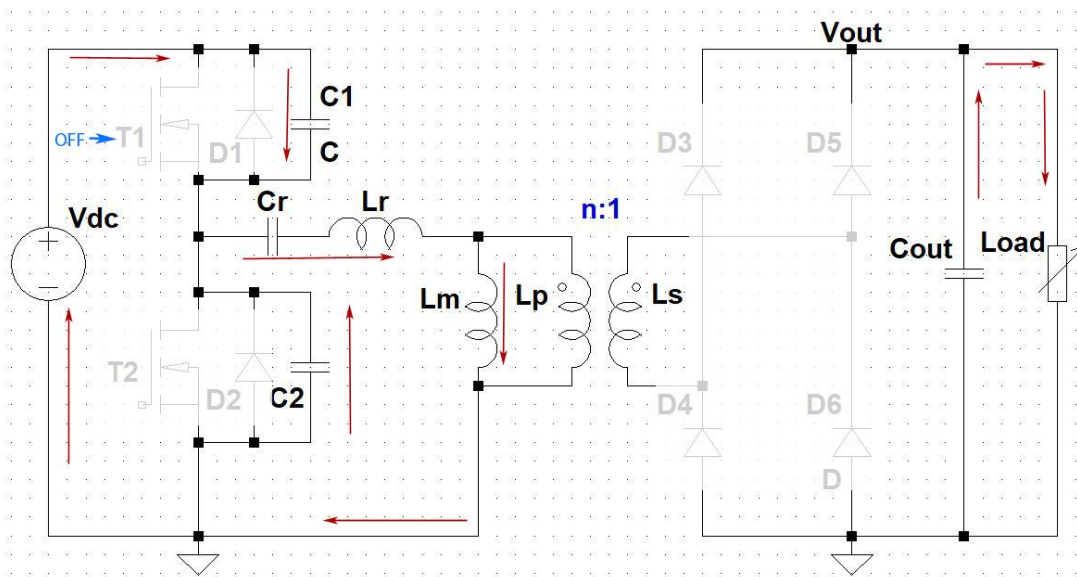 Vout
C1
OFF
T1
D1
C
D3
D5
Cr
Lr
n:1
Vdc
+
Cout
Load
Lm
Lp
Ls
T2
D2
C2
D4
D6
D